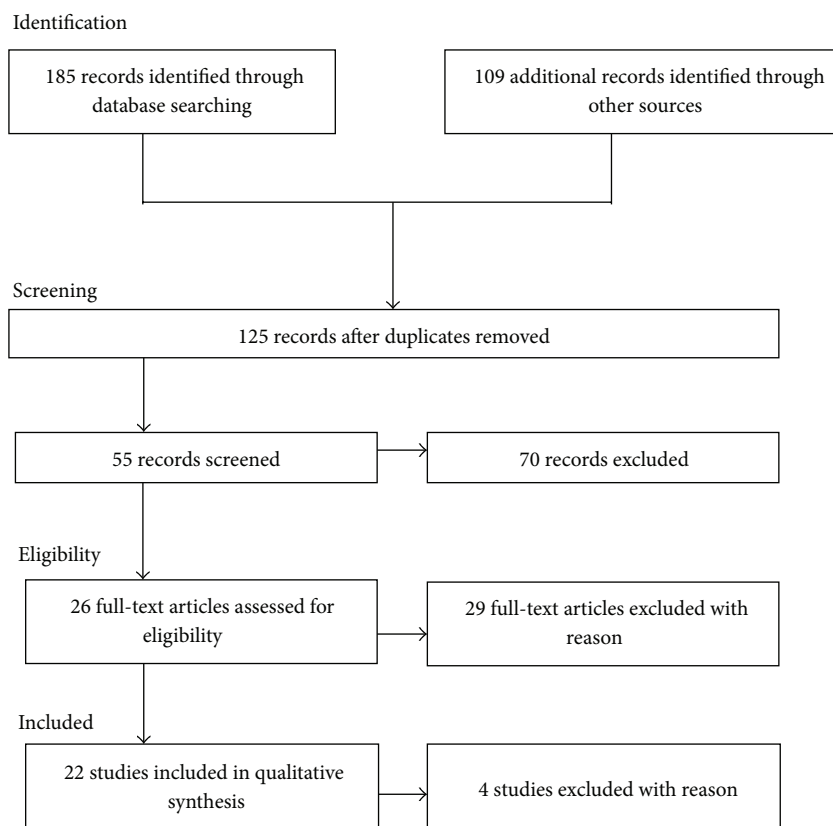 Identification
185 records identified through
database searching
109 additional records identified through
other sources
Screening
125 records after duplicates removed
55 records screened
70 records excluded
Eligibility
26 full-text articles assessed for
eligibility
29 full-text articles excluded with
reason
Included
22 studies included in qualitative
synthesis
4 studies excluded with reason